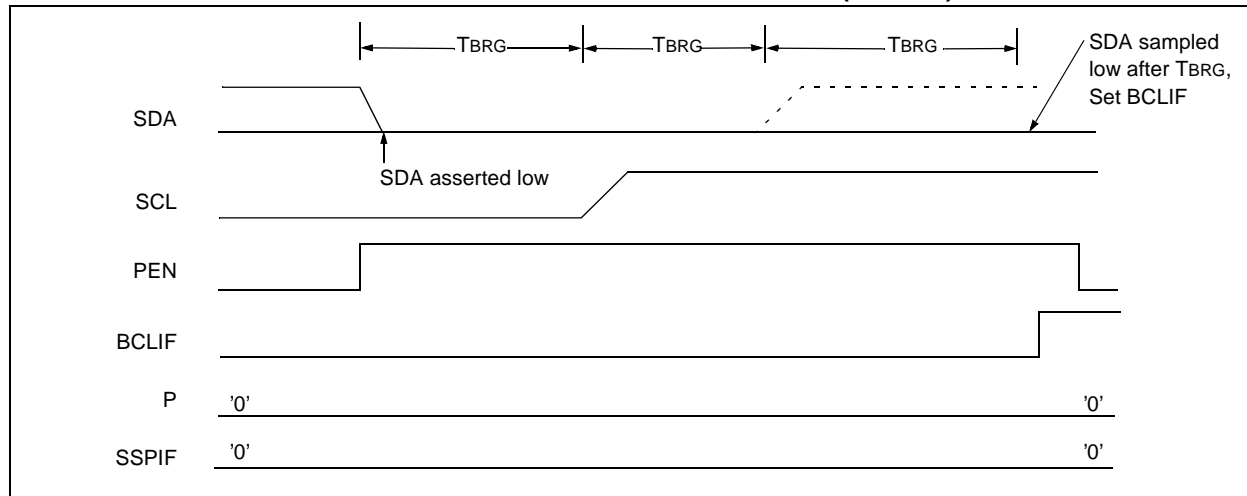 TBRG TBRG TBRG
SDA sampled
low after TBRG,
Set BCLIF
SDA
SDA asserted low
SCL
PEN
BCLIF
P '0' '0'
SSPIF '0' '0'